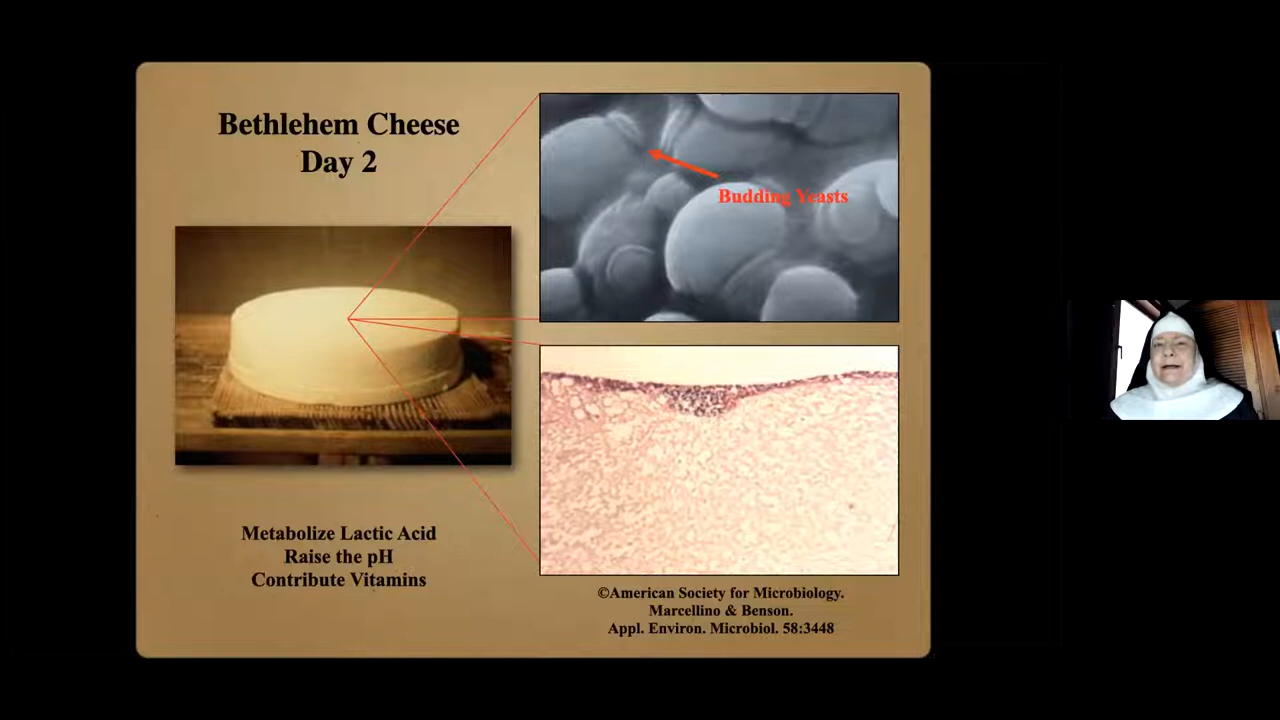 Bethlehem Cheese
Day 2
Budding Yeasts
Metabolize Lactic Acid
Raise the pH
Contribute Vitamins
©American Society for Microbiology.
Marcellino & Benson.
Appl. Environ. Microbiol. 58:3448